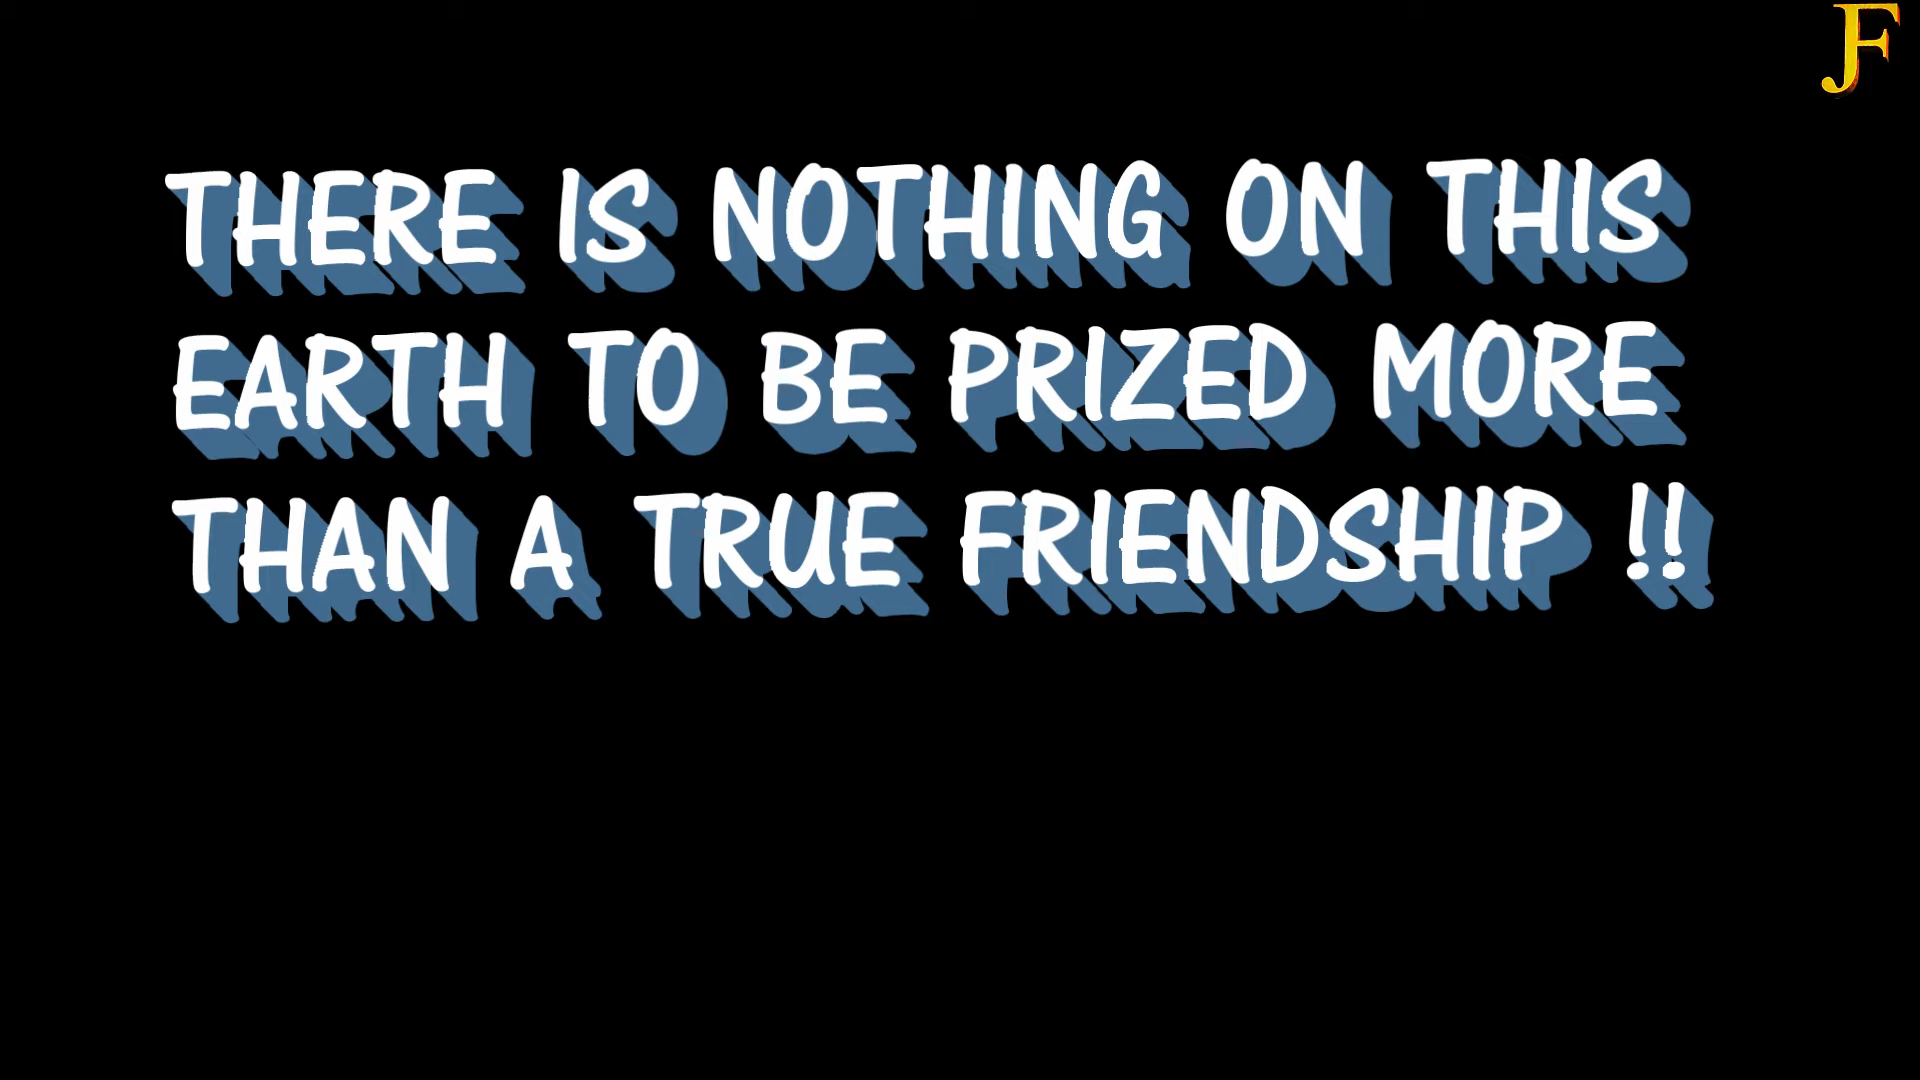 JF
THERE IS NOTHING ON THIS
EARTH TO BE PRIZED MORE
THAN A TRUE FRIENDSHIP !!